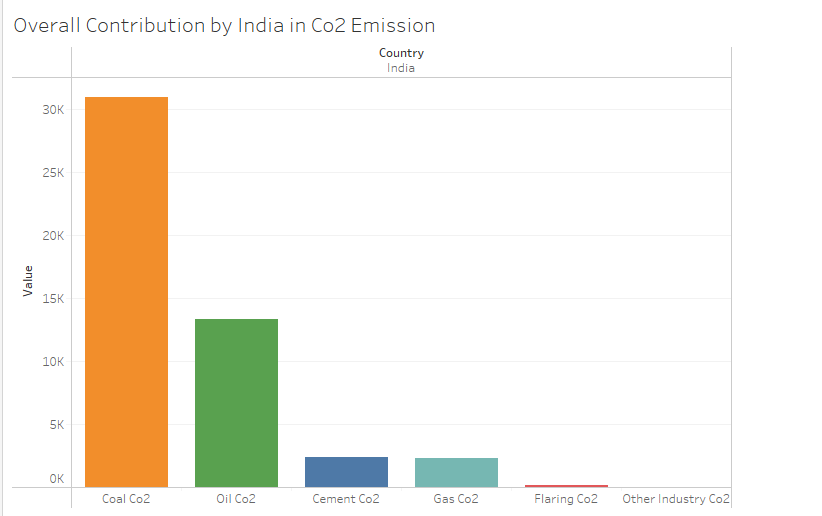 Overall Contribution by India in Co2 Emission
Country
India
30K
25K
20K
15K
10K
5K
0K
Value
Coal Co2 Oil Co2 Cement Co2 Gas Co2 Flaring Co2 Other Industry Co2